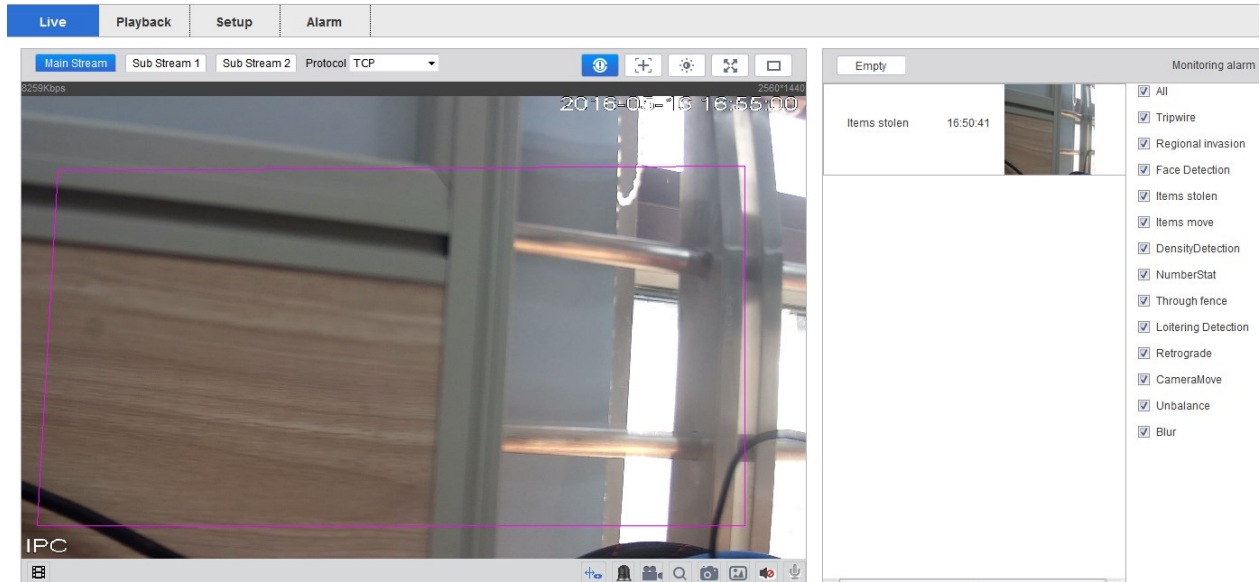 Live Playback Setup Alarm
Main Stream Sub Stream 1 Sub Stream 2 Protocol TCP
8259Kbps 2560*1440
2016-05-13 16:55:00
IPC
Empty Monitoring alarm
Items stolen 16:50:41
All
Tripwire
Regional invasion
Face Detection
Items stolen
Items move
DensityDetection
NumberStat
Through fence
Loitering Detection
Retrograde
CameraMove
Unbalance
Blur